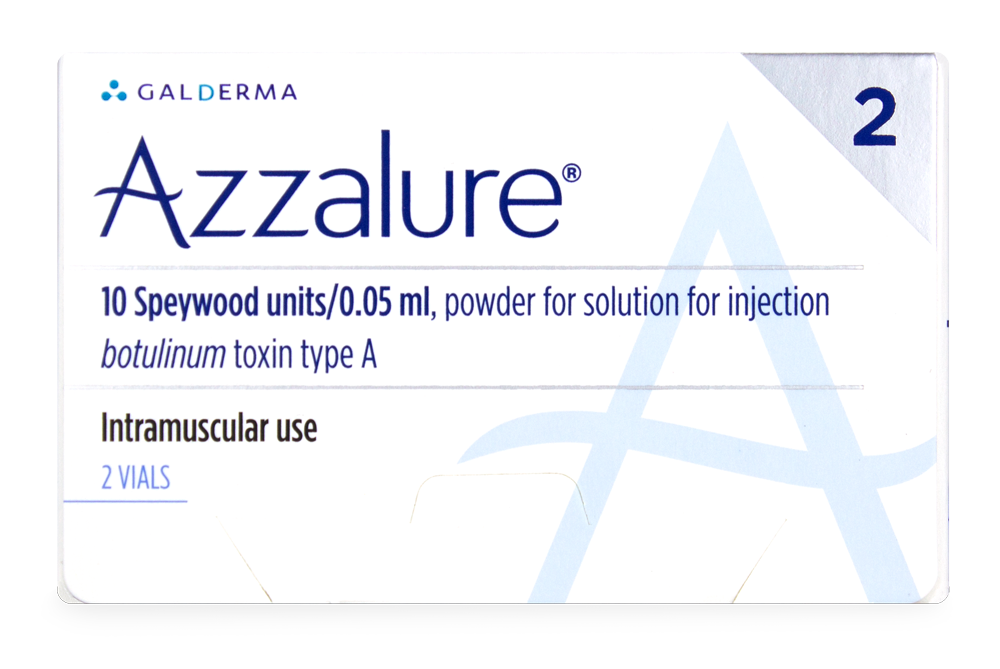 GALDERMA
2
Azzalure®
10 Speywood units/0.05 ml, powder for solution for injection
botulinum toxin type A
Intramuscular use
2 VIALS